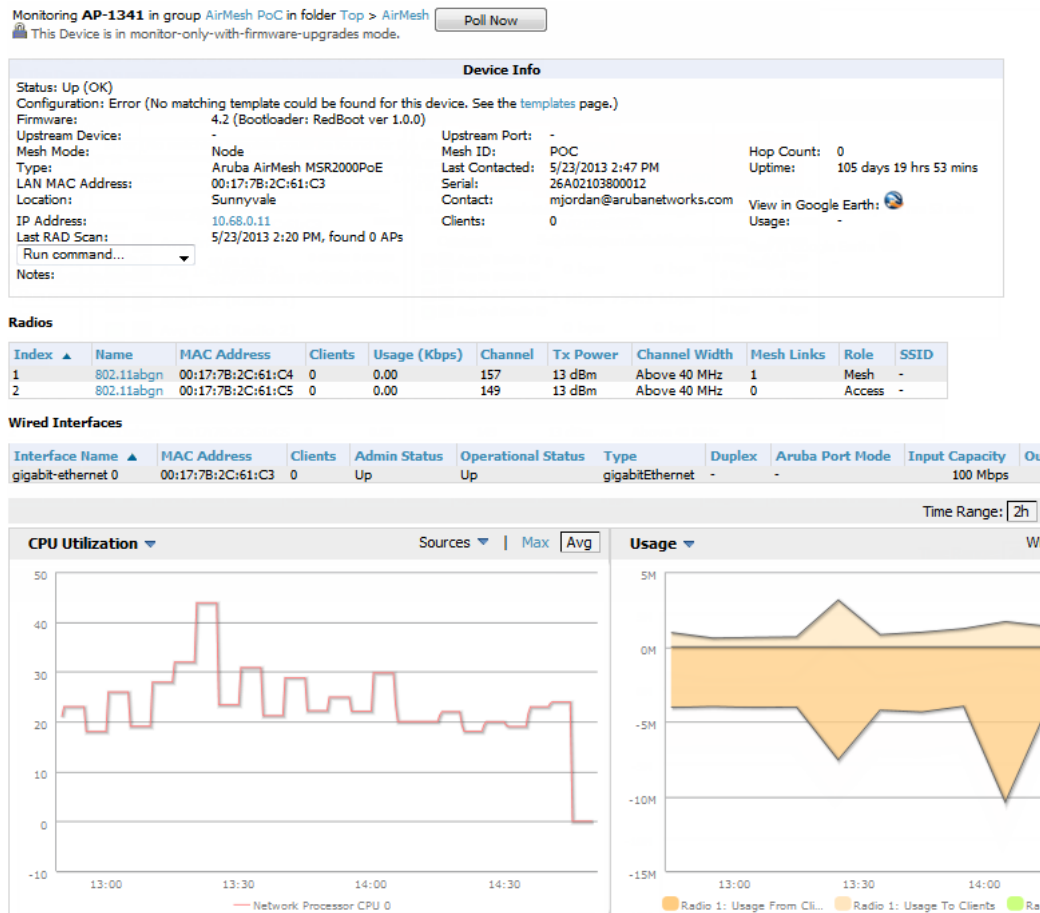 Monitoring AP-1341 in group AirMesh PoC in folder Top > AirMesh Poll Now
This Device is in monitor-only-with-firmware-upgrades mode.
Device Info
Status: Up (OK)
Configuration: Error (No matching template could be found for this device. See the templates page.)
Firmware: 4.2 (Bootloader: RedBoot ver 1.0.0)
Upstream Device: - Upstream Port: -
Mesh Mode: Node Mesh ID: POC Hop Count: 0
Type: Aruba AirMesh MSR2000PoE Last Contacted: 5/23/2013 2:47 PM Uptime: 105 days 19 hrs 53 mins
LAN MAC Address: 00:17:7B:2C:61:C3 Serial: 26A02103800012
Location: Sunnyvale Contact: mjordan@arubanetworks.com View in Google Earth:
IP Address: 10.68.0.11 Clients: 0 Usage: -
Last RAD Scan: 5/23/2013 2:20 PM, found 0 APs
Run command...
Notes:
Radios
Index Name MAC Address Clients Usage (Kbps) Channel Tx Power Channel Width Mesh Links Role SSID
1 802.11abgn 00:17:7B:2C:61:C4 0 0.00 157 13 dBm Above 40 MHz 1 Mesh -
2 802.11abgn 00:17:7B:2C:61:C5 0 0.00 149 13 dBm Above 40 MHz 0 Access -
Wired Interfaces
Interface Name MAC Address Clients Admin Status Operational Status Type Duplex Aruba Port Mode Input Capacity Ou
gigabit-ethernet 0 00:17:7B:2C:61:C3 0 Up Up gigabitEthernet - - 100 Mbps
Time Range: 2h
CPU Utilization Sources | Max Avg
50
40
30
20
10
0
-10
13:00 13:30 14:00 14:30
Network Processor CPU 0
Usage
5M
0M
-5M
-10M
-15M
13:00 13:30 14:00
Radio 1: Usage From Cli... Radio 1: Usage To Clients Ra